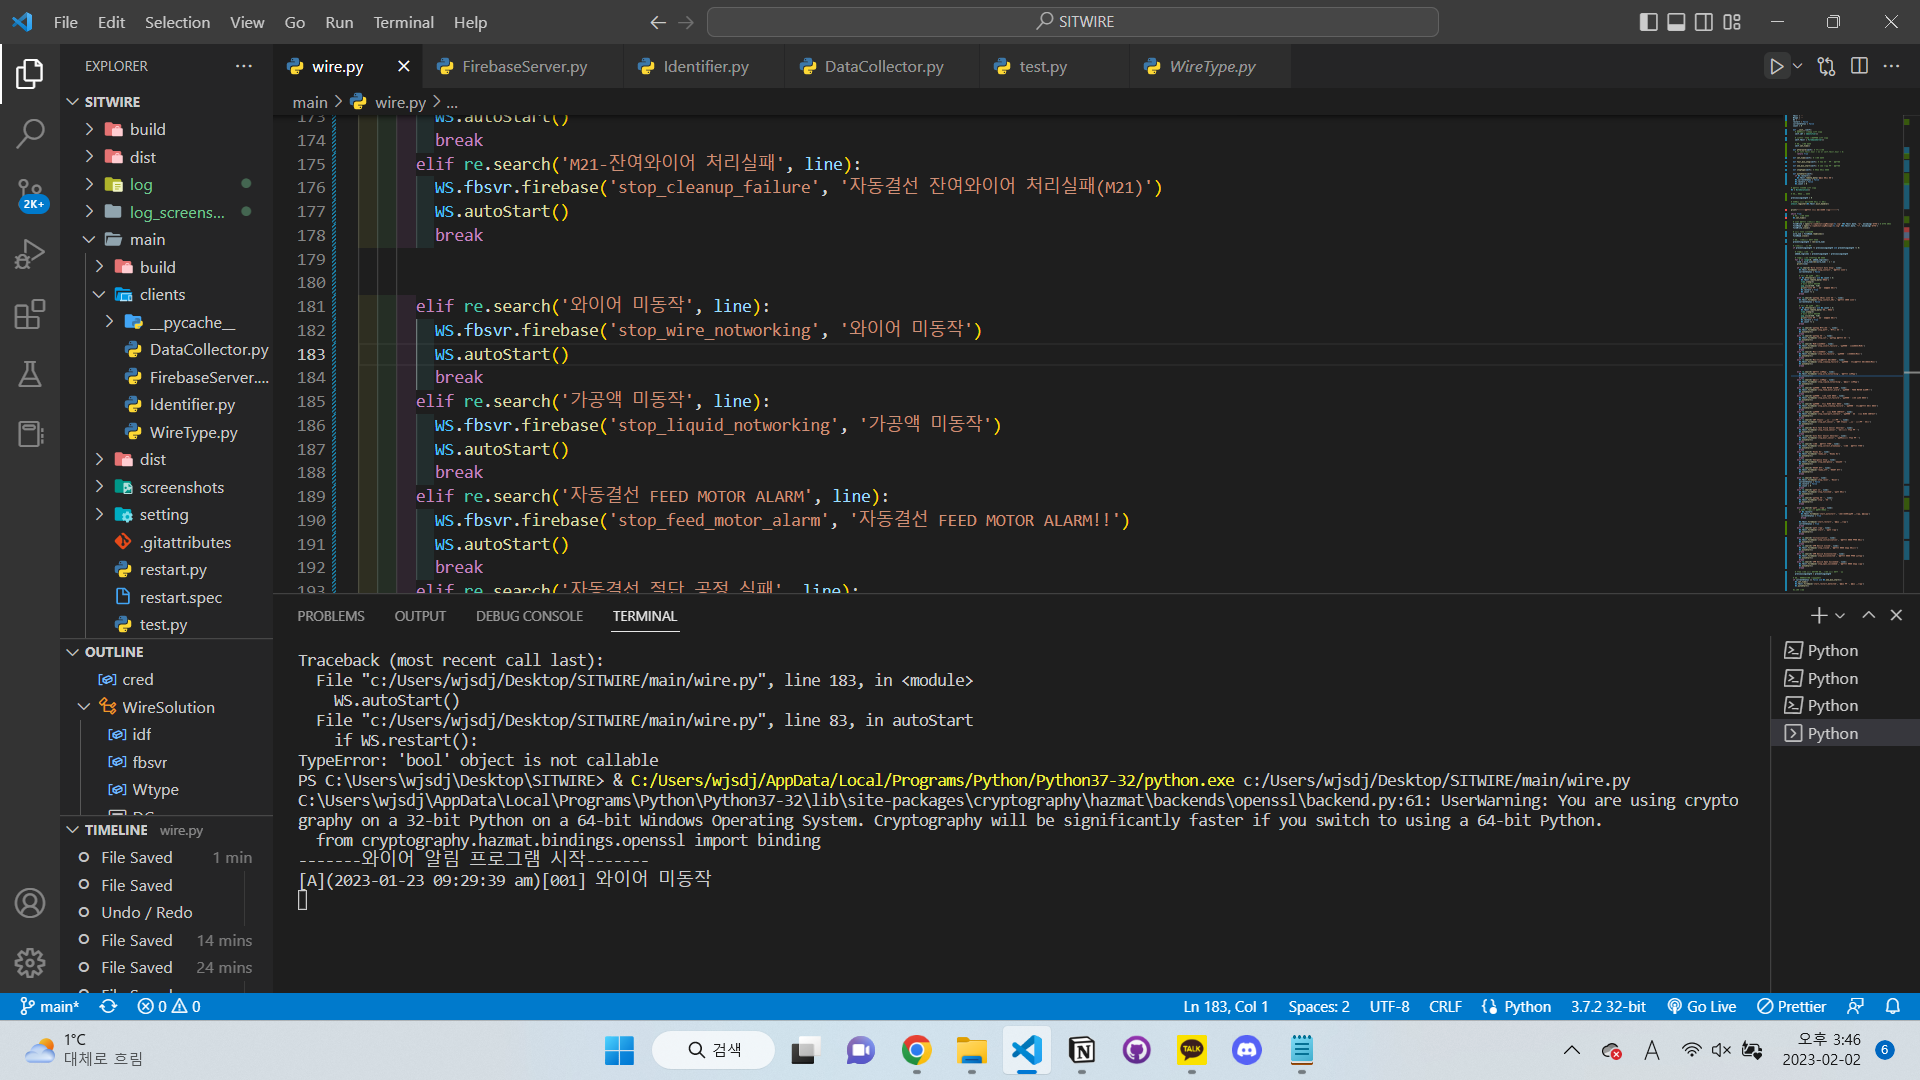 File Edit Selection View Go Run Terminal Help
SITWIRE
EXPLORER
wire.py
FirebaseServer.py
Identifier.py
DataCollector.py
test.py
WireType.py
main > wire.py > ...
SITWIRE
build
dist
log
log_screens...
main
build
clients
__pycache__
DataCollector.py
FirebaseServer....
Identifier.py
WireType.py
dist
screenshots
setting
.gitattributes
restart.py
restart.spec
test.py
2K+
OUTLINE
cred
WireSolution
idf
fbsvr
Wtype
TIMELINE wire.py
File Saved 1 min
File Saved
Undo / Redo
File Saved 14 mins
File Saved 24 mins
173 WS.autoStart()
174 break
175 elif re.search('M21-잔여와이어 처리실패', line):
176 WS.fbsvr.firebase('stop_cleanup_failure', '자동결선 잔여와이어 처리실패(M21)')
177 WS.autoStart()
178 break
179
180
181 elif re.search('와이어 미동작', line):
182 WS.fbsvr.firebase('stop_wire_notworking', '와이어 미동작')
183 WS.autoStart()
184 break
185 elif re.search('가공액 미동작', line):
186 WS.fbsvr.firebase('stop_liquid_notworking', '가공액 미동작')
187 WS.autoStart()
188 break
189 elif re.search('자동결선 FEED MOTOR ALARM', line):
190 WS.fbsvr.firebase('stop_feed_motor_alarm', '자동결선 FEED MOTOR ALARM!!')
191 WS.autoStart()
192 break
193 elif re.search('자동결선 절단 공정 실패', line):
PROBLEMS OUTPUT DEBUG CONSOLE TERMINAL
Traceback (most recent call last):
File "c:/Users/wjsdj/Desktop/SITWIRE/main/wire.py", line 183, in <module>
WS.autoStart()
File "c:/Users/wjsdj/Desktop/SITWIRE/main/wire.py", line 83, in autoStart
if WS.restart():
TypeError: 'bool' object is not callable
PS C:\Users\wjsdj\Desktop\SITWIRE> & C:/Users/wjsdj/AppData/Local/Programs/Python/Python37-32/python.exe c:/Users/wjsdj/Desktop/SITWIRE/main/wire.py
C:\Users\wjsdj\AppData\Local\Programs\Python\Python37-32\lib\site-packages\cryptography\hazmat\backends\openssl\backend.py:61: UserWarning: You are using crypto
graphy on a 32-bit Python on a 64-bit Windows Operating System. Cryptography will be significantly faster if you switch to using a 64-bit Python.
from cryptography.hazmat.bindings.openssl import binding
-------와이어 알림 프로그램 시작-------
[A](2023-01-23 09:29:39 am)[001] 와이어 미동작
Python
Python
Python
Python
main* 0 0
Ln 183, Col 1 Spaces: 2 UTF-8 CRLF Python 3.7.2 32-bit Go Live Prettier
1°C
대체로 흐림
검색
TALK
A
오후 3:46
2023-02-02
6